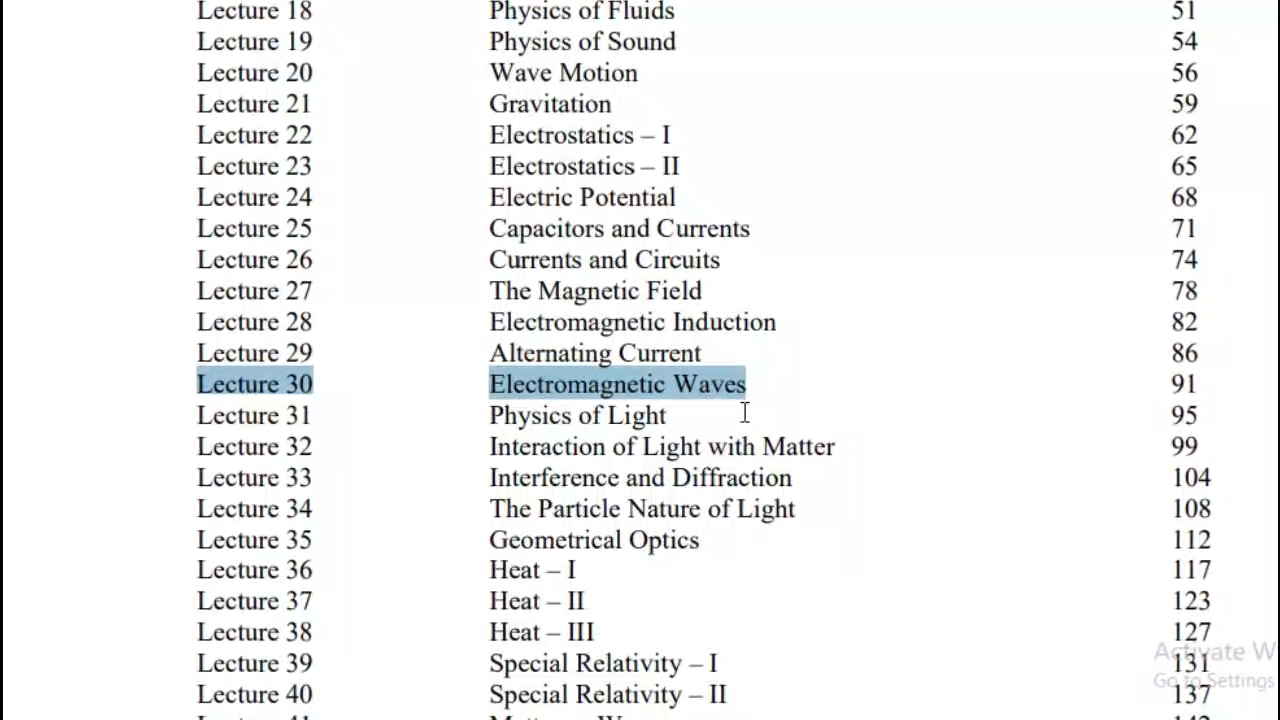 Lecture 18 Physics of Fluids 51
Lecture 19 Physics of Sound 54
Lecture 20 Wave Motion 56
Lecture 21 Gravitation 59
Lecture 22 Electrostatics – I 62
Lecture 23 Electrostatics – II 65
Lecture 24 Electric Potential 68
Lecture 25 Capacitors and Currents 71
Lecture 26 Currents and Circuits 74
Lecture 27 The Magnetic Field 78
Lecture 28 Electromagnetic Induction 82
Lecture 29 Alternating Current 86
Lecture 30 Electromagnetic Waves 91
Lecture 31 Physics of Light 95
Lecture 32 Interaction of Light with Matter 99
Lecture 33 Interference and Diffraction 104
Lecture 34 The Particle Nature of Light 108
Lecture 35 Geometrical Optics 112
Lecture 36 Heat – I 117
Lecture 37 Heat – II 123
Lecture 38 Heat – III 127
Activate W
Lecture 39 Special Relativity – I 131
Go to Settings
Lecture 40 Special Relativity – II 137